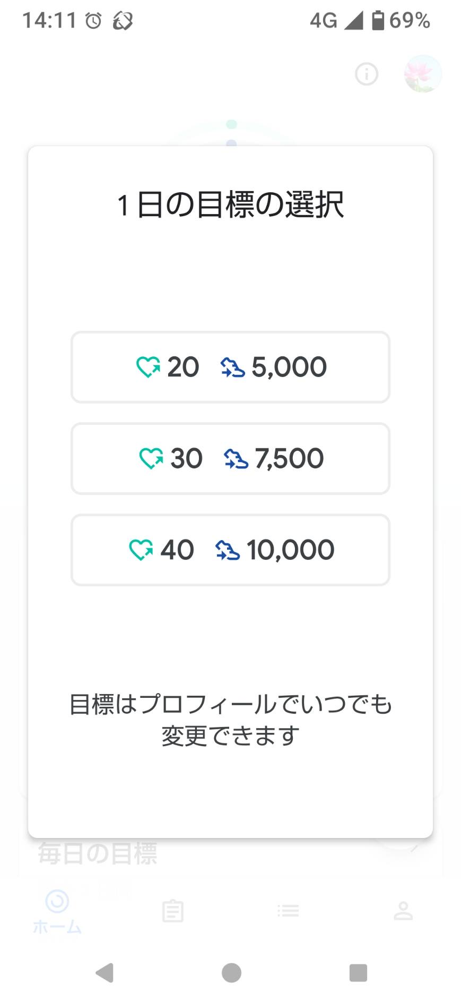 14:11 4G 69%
1日の目標の選択
20 5,000
30 7,500
40 10,000
目標はプロフィールでいつでも
変更できます
毎日の目標
ホーム